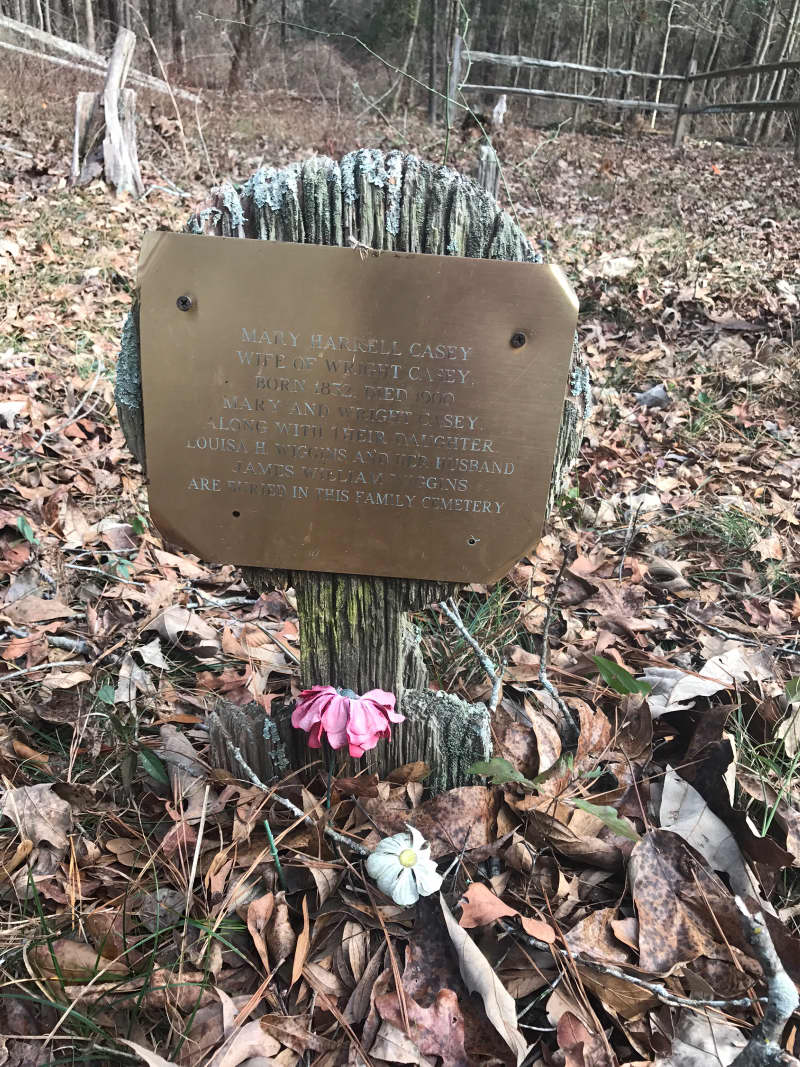 MARY HARRELL CASEY
WIFE OF WRIGHT CASEY,
BORN 1832, DIED 1900
MARY AND WRIGHT CASEY,
ALONG WITH THEIR DAUGHTER
LOUISA H. WIGGINS AND HER HUSBAND
JAMES WILLIAM WIGGINS
ARE BURIED IN THIS FAMILY CEMETERY